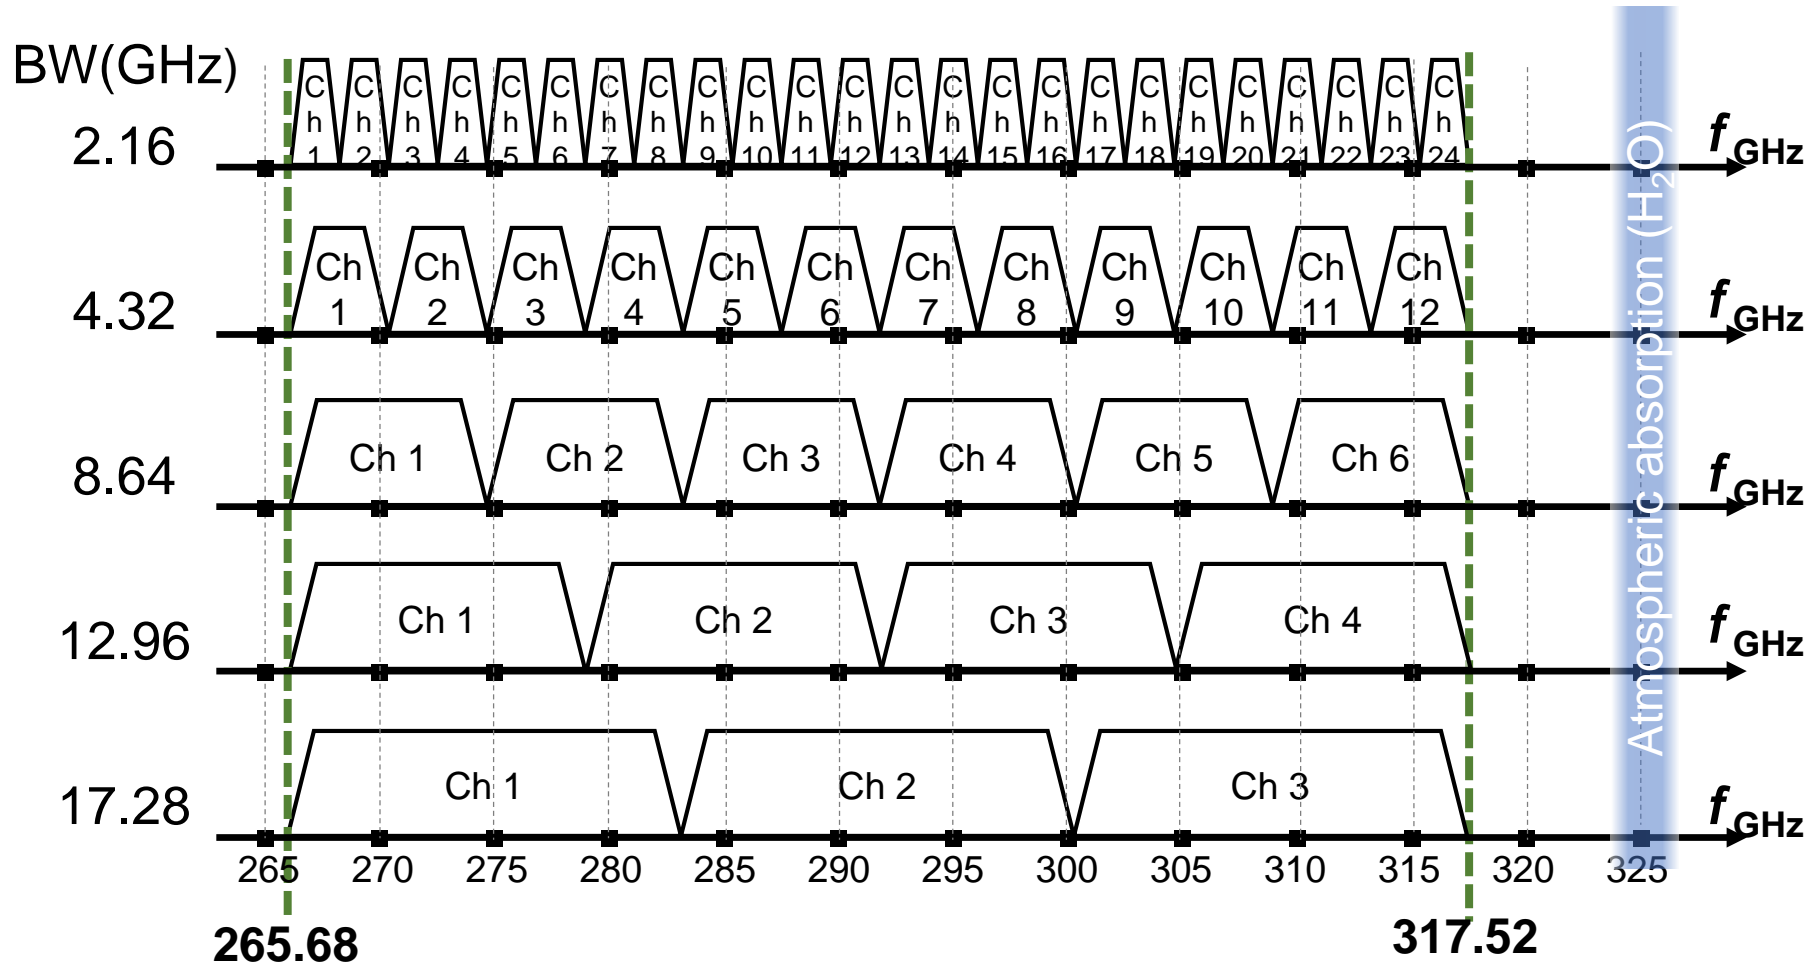 BW(GHz)
2.16
Ch 1 Ch 2 Ch 3 Ch 4 Ch 5 Ch 6 Ch 7 Ch 8 Ch 9 Ch 10 Ch 11 Ch 12 Ch 13 Ch 14 Ch 15 Ch 16 Ch 17 Ch 18 Ch 19 Ch 20 Ch 21 Ch 22 Ch 23 Ch 24
f GHz
4.32
Ch 1 Ch 2 Ch 3 Ch 4 Ch 5 Ch 6 Ch 7 Ch 8 Ch 9 Ch 10 Ch 11 Ch 12
f GHz
8.64
Ch 1 Ch 2 Ch 3 Ch 4 Ch 5 Ch 6
f GHz
12.96
Ch 1 Ch 2 Ch 3 Ch 4
f GHz
17.28
Ch 1 Ch 2 Ch 3
f GHz
Atmospheric absorption (H₂O)
265 270 275 280 285 290 295 300 305 310 315 320 325
265.68 317.52